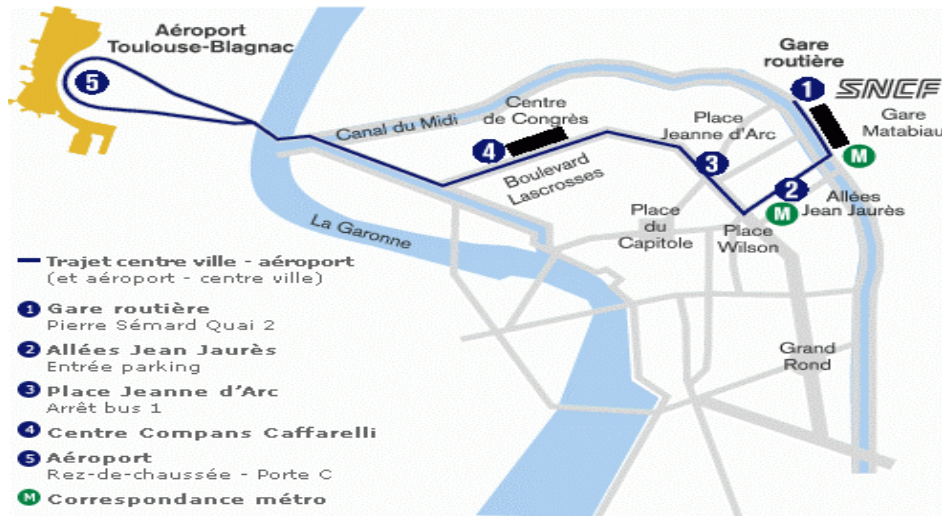 Aéroport
Toulouse-Blagnac
5
Canal du Midi
Centre
de Congrès
4
Boulevard
Lascrosses
Place
Jeanne d'Arc
3
Gare
routière
1
SNCF
Gare
Matabiau
M
2
M
Allées
Jean Jaurès
Place
Wilson
Place
du
Capitole
La Garonne
Grand
Rond
Trajet centre ville - aéroport
(et aéroport - centre ville)
1 Gare routière
Pierre Sémard Quai 2
2 Allées Jean Jaurès
Entrée parking
3 Place Jeanne d'Arc
Arrêt bus 1
4 Centre Compans Caffarelli
5 Aéroport
Rez-de-chaussée - Porte C
M Correspondance métro